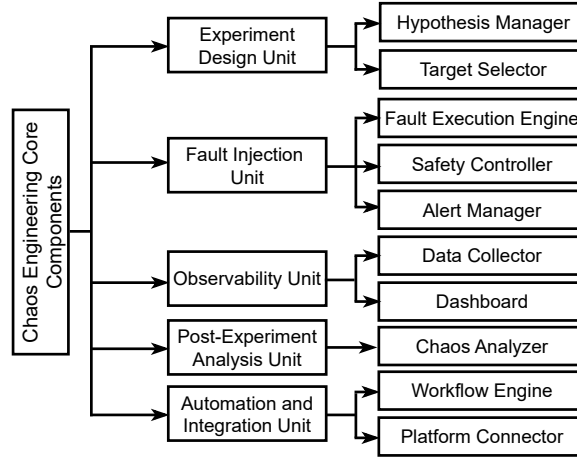 Chaos Engineering Core
Components
Experiment
Design Unit
Hypothesis Manager
Target Selector
Fault Injection
Unit
Fault Execution Engine
Safety Controller
Alert Manager
Observability Unit
Data Collector
Dashboard
Post-Experiment
Analysis Unit
Chaos Analyzer
Automation and
Integration Unit
Workflow Engine
Platform Connector